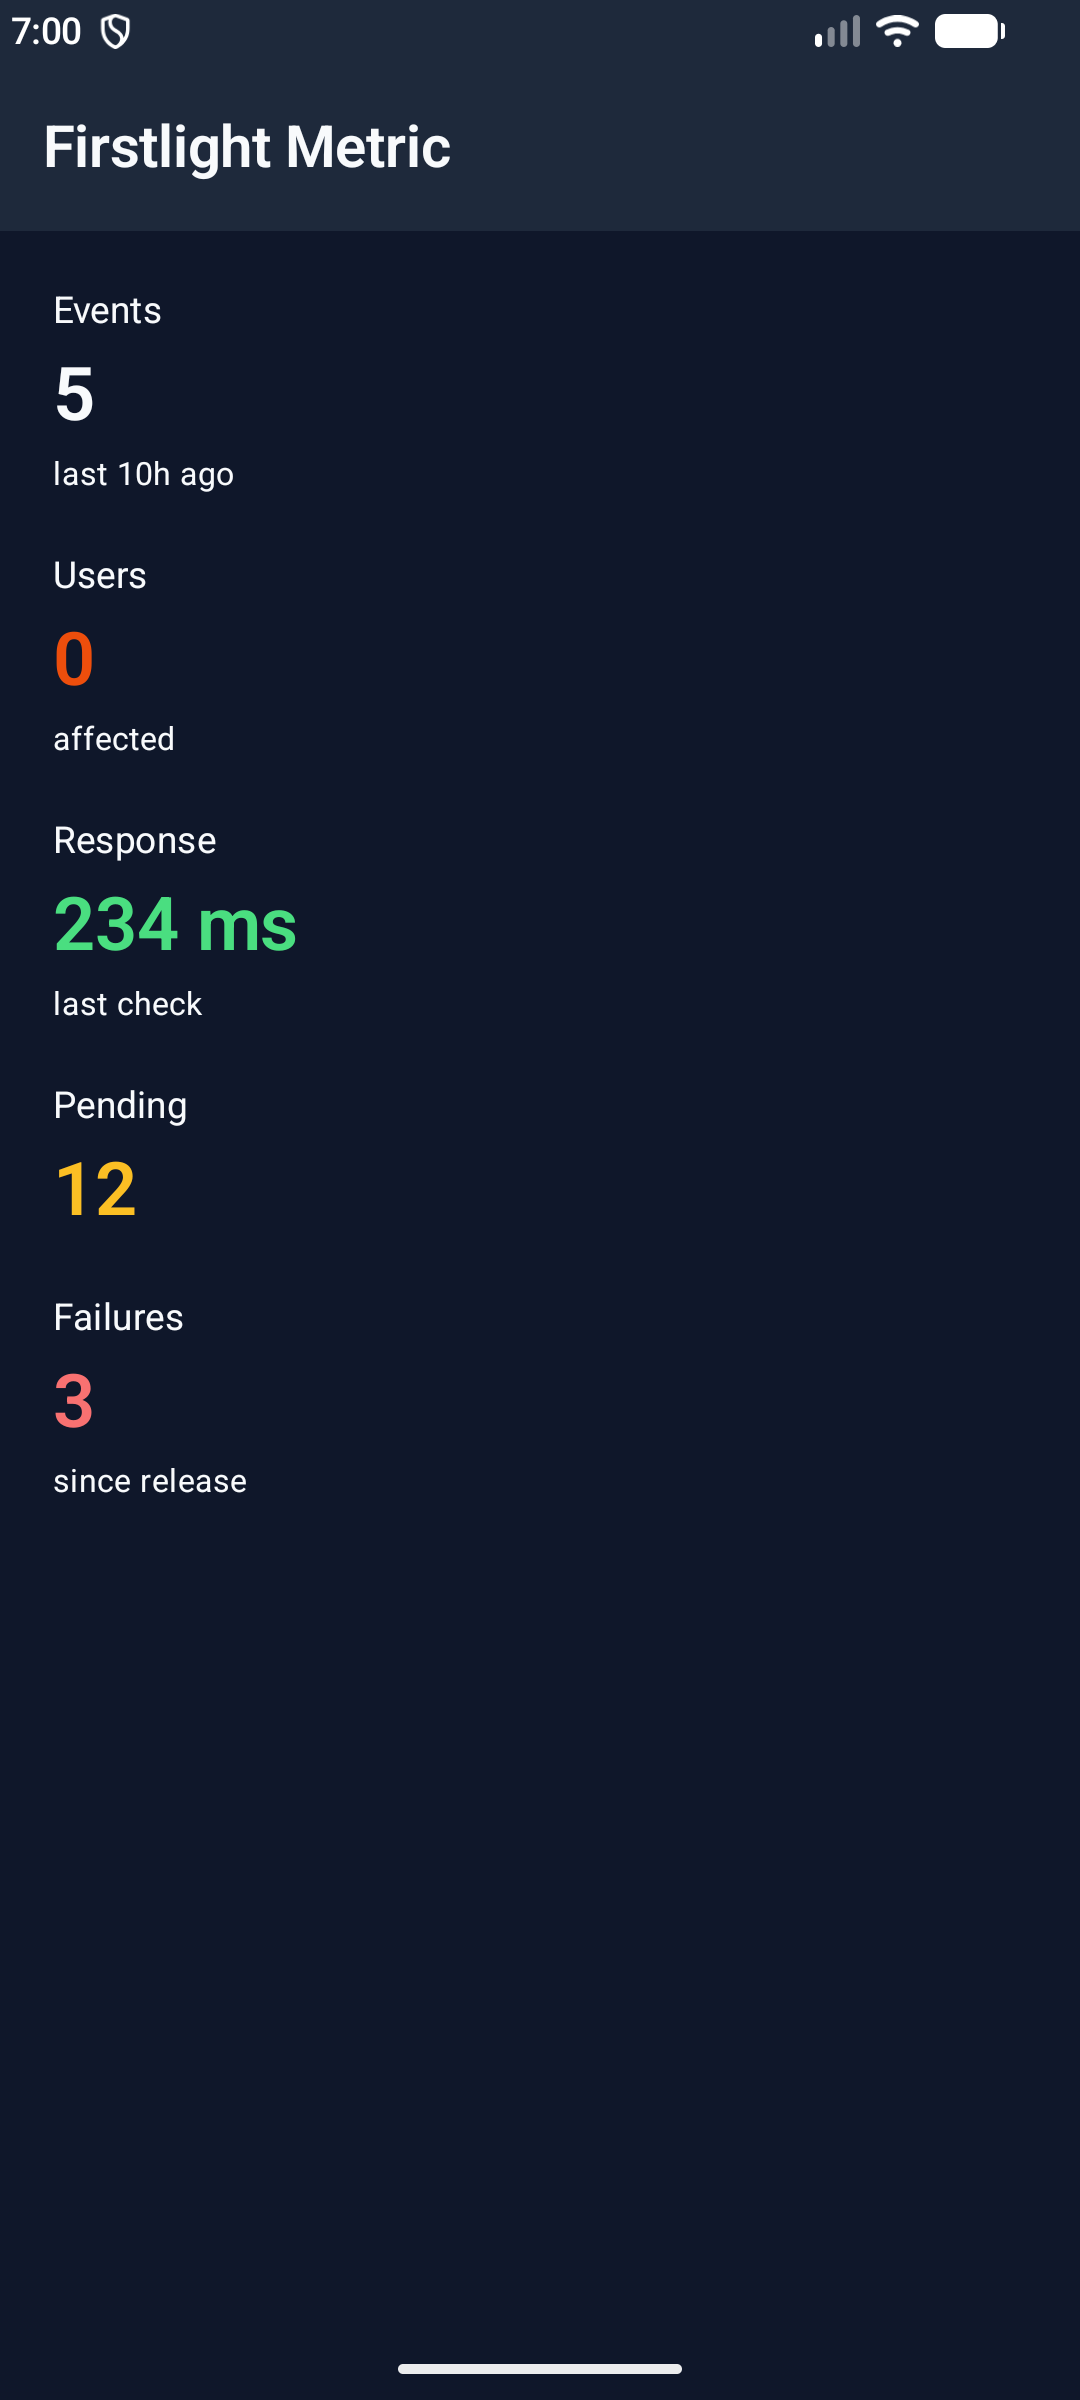 7:00
Firstlight Metric
Events
5
last 10h ago
Users
0
affected
Response
234 ms
last check
Pending
12
Failures
3
since release